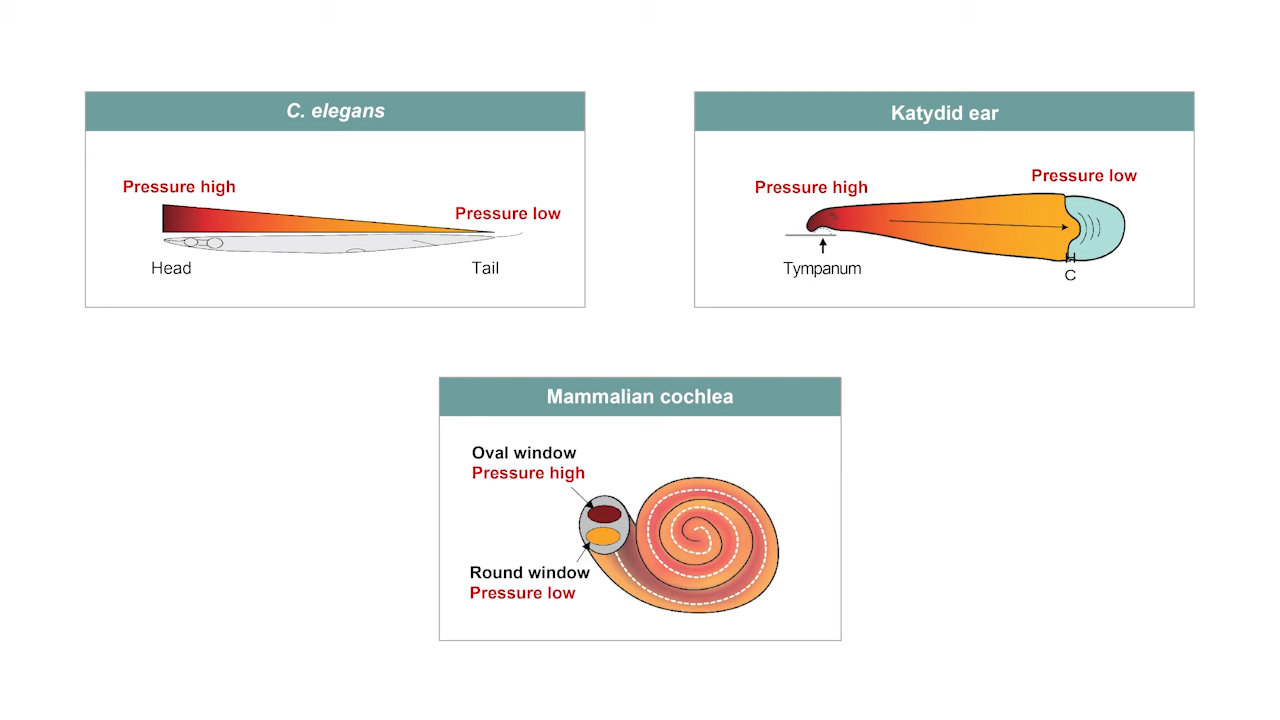 C. elegans
Pressure high
Pressure low
Head
Tail
Katydid ear
Pressure low
Pressure high
Tympanum
H
C
Mammalian cochlea
Oval window
Pressure high
Round window
Pressure low